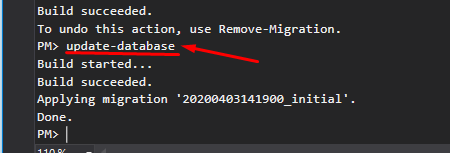 Build succeeded.
To undo this action, use Remove-Migration.
PM> update-database
Build started...
Build succeeded.
Applying migration '20200403141900_initial'.
Done.
PM>
110 %